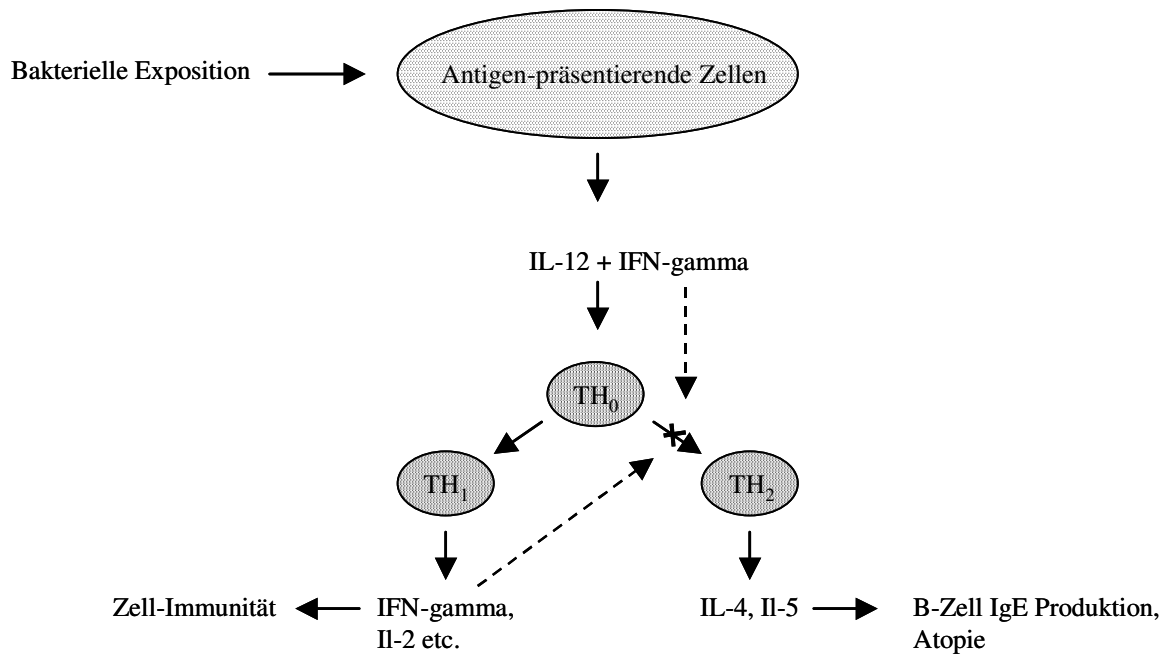 Bakterielle Exposition
Antigen-präsentierende Zellen
IL-12 + IFN-gamma
TH₀
TH₁
TH₂
Zell-Immunität
IFN-gamma,
Il-2 etc.
IL-4, Il-5
B-Zell IgE Produktion,
Atopie